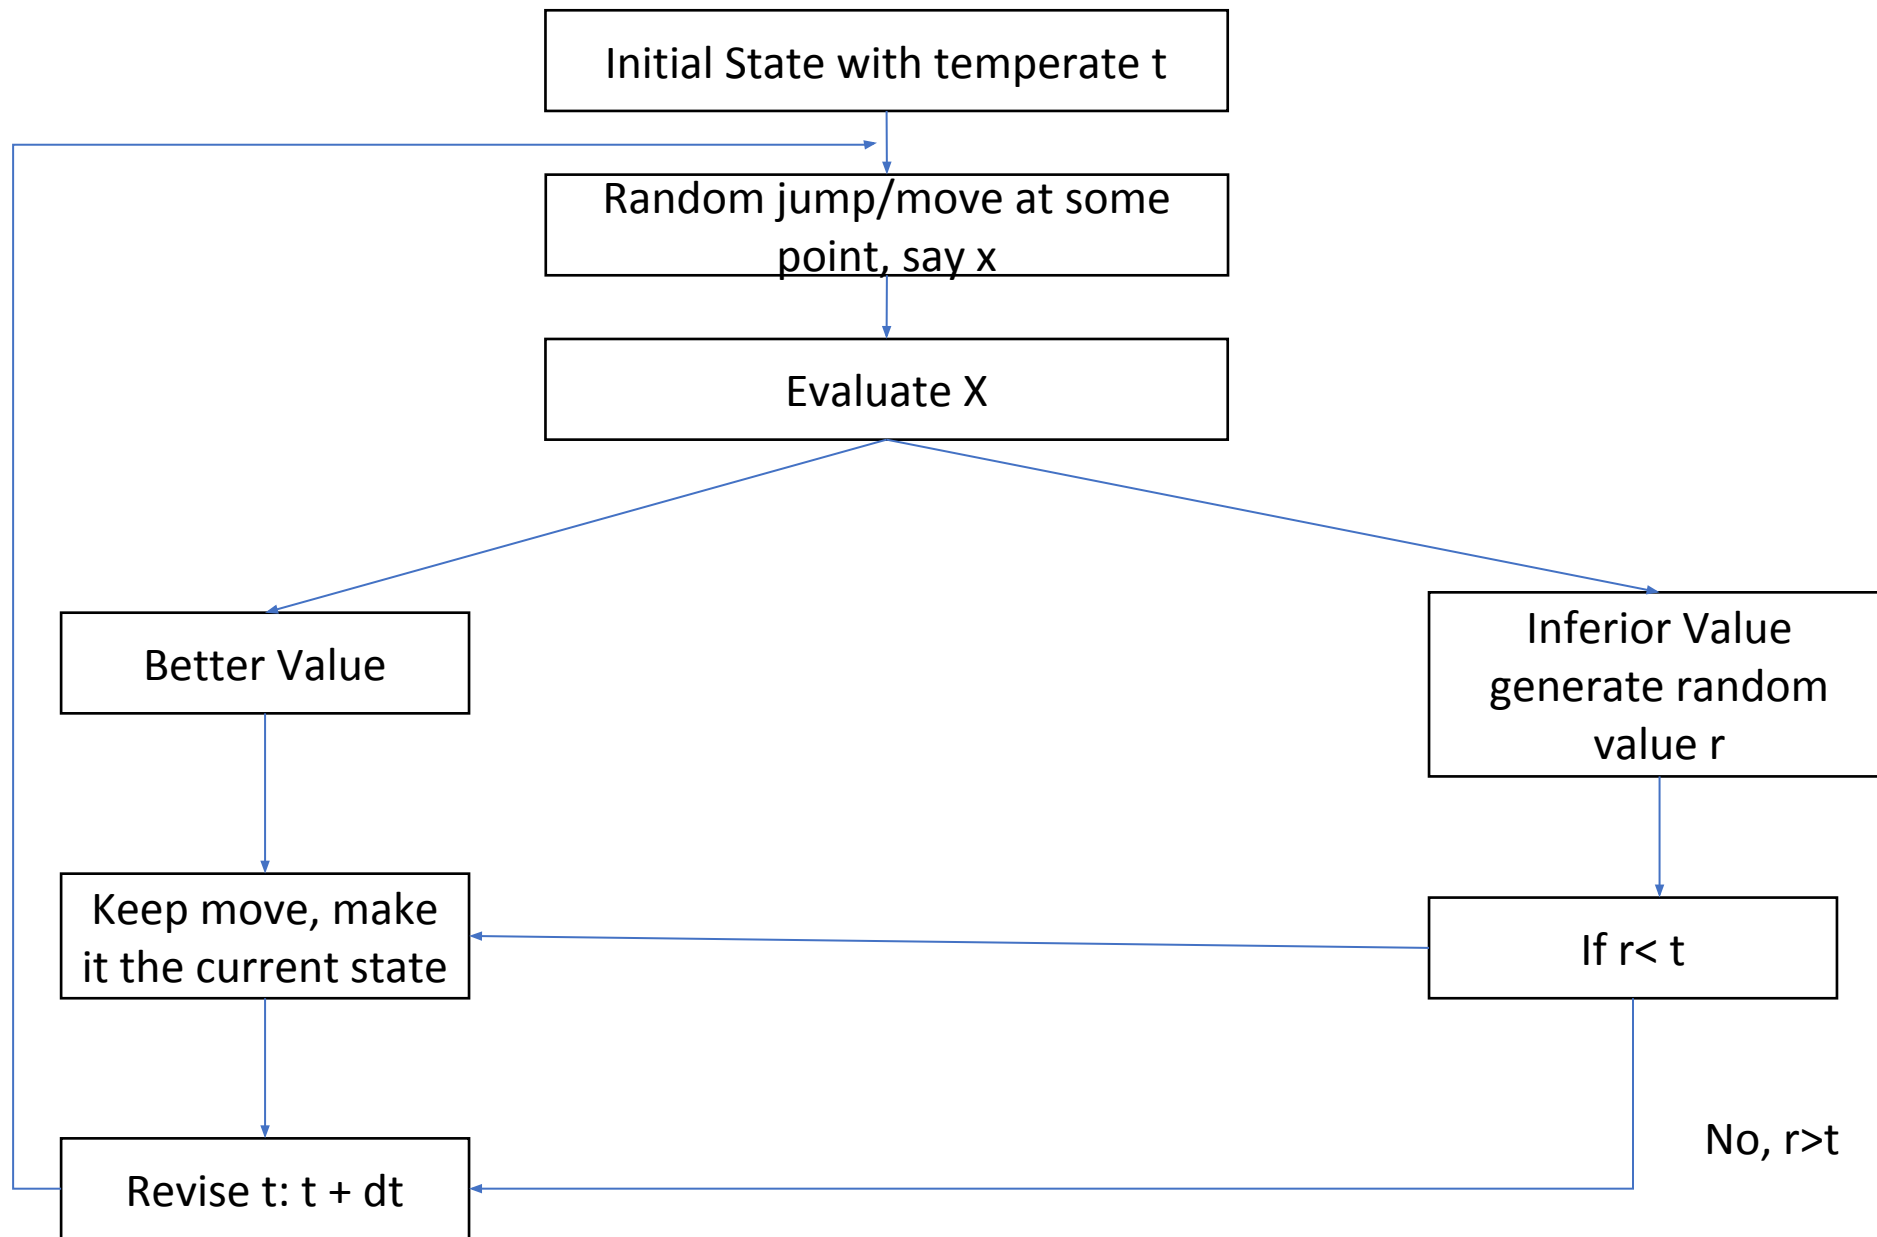 Initial State with temperate t
Random jump/move at some
point, say x
Evaluate X
Better Value
Inferior Value
generate random
value r
Keep move, make
it the current state
If r< t
No, r>t
Revise t: t + dt